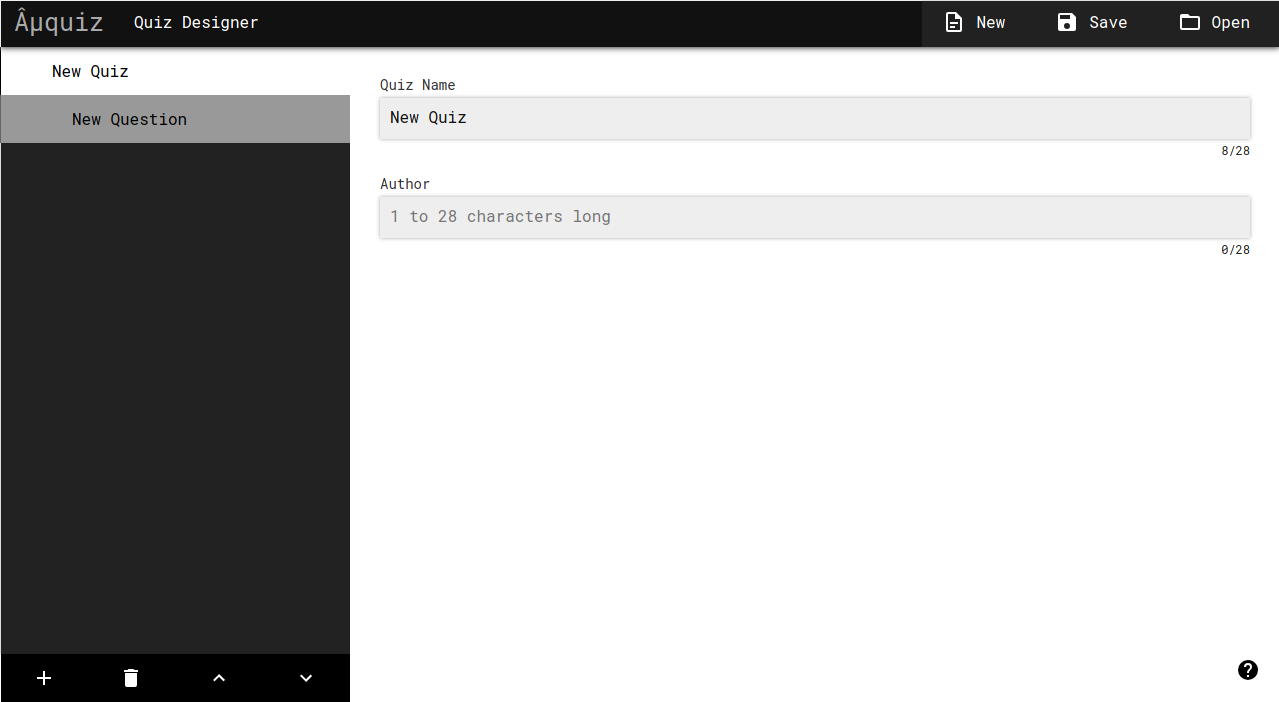 Âµquiz Quiz Designer New Save Open
New Quiz
New Question
Quiz Name
New Quiz
8/28
Author
1 to 28 characters long
0/28
?